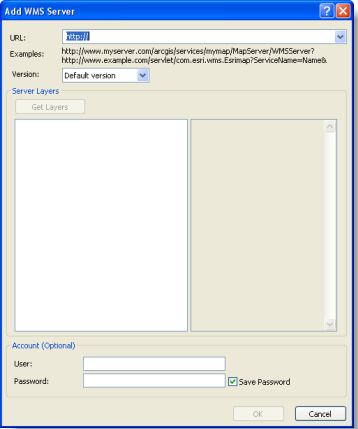 Add WMS Server
URL: http://
Examples: http://www.myserver.com/arcgis/services/mymap/MapServer/WMSServer?
http://www.example.com/servlet/com.esri.wms.Esrimap?ServiceName=Name&
Version: Default version
Server Layers
Get Layers
Account (Optional)
User:
Password: Save Password
OK Cancel